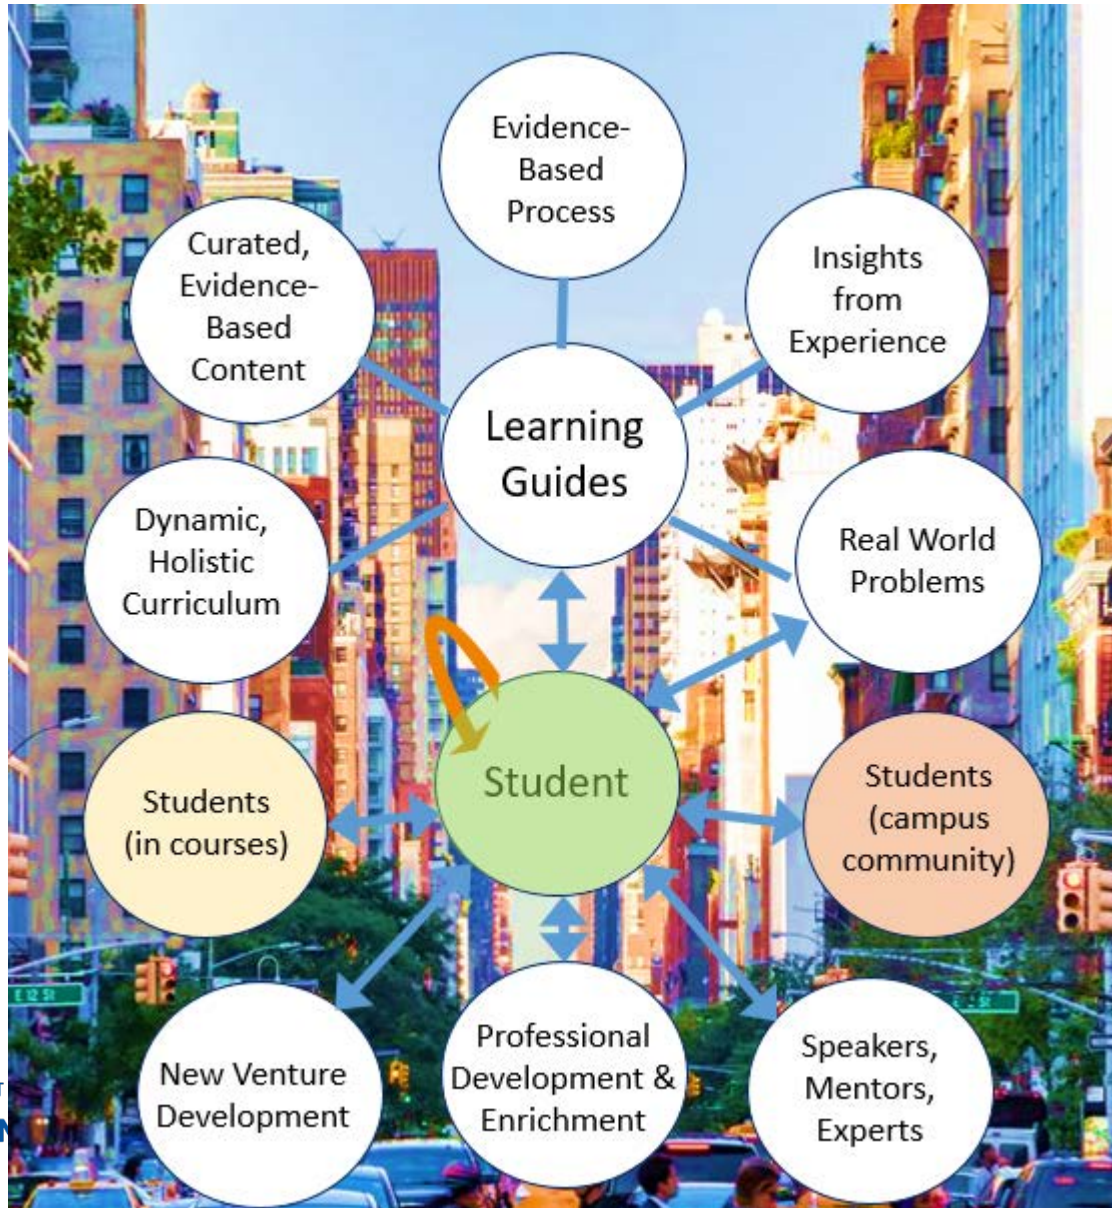 Evidence-
Based
Process
Curated,
Evidence-
Based
Content
Insights
from
Experience
Learning
Guides
Dynamic,
Holistic
Curriculum
Real World
Problems
Student
Students
(in courses)
Students
(campus
community)
E 12 St
New Venture
Development
Professional
Development &
Enrichment
Speakers,
Mentors,
Experts
T
N